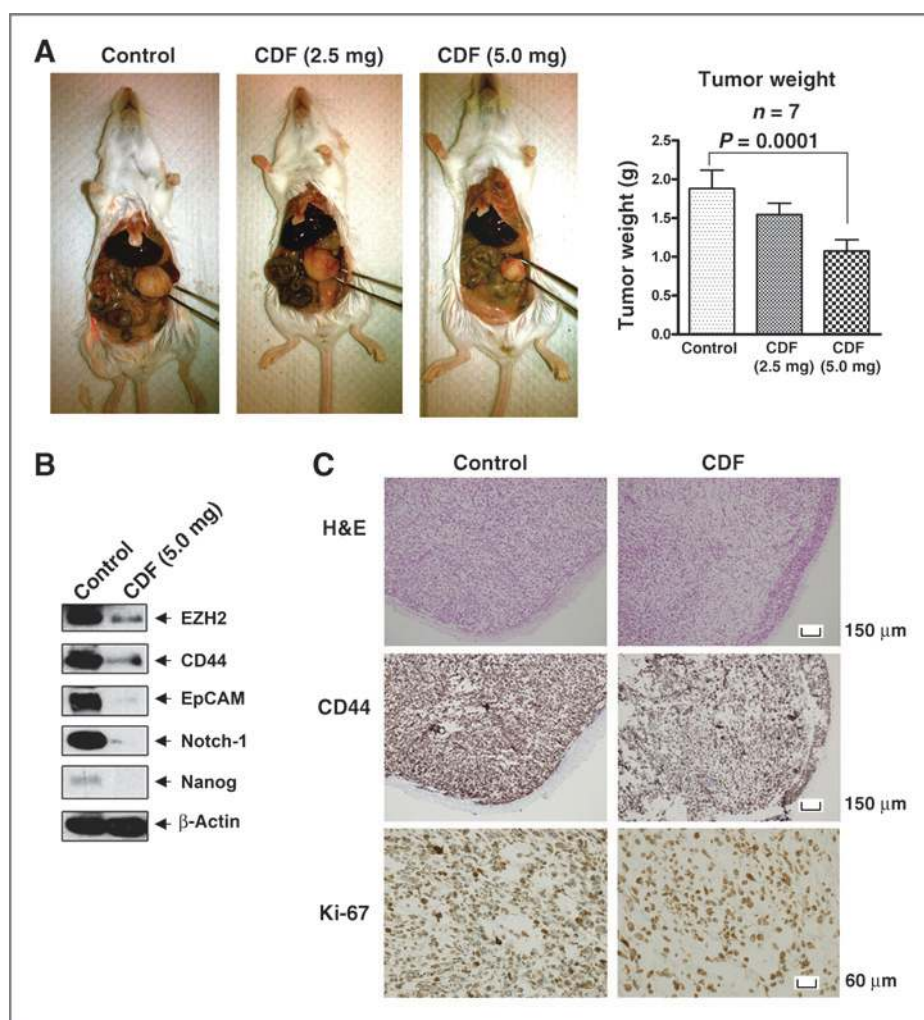 A
Control
CDF (2.5 mg)
CDF (5.0 mg)
Tumor weight
n = 7
P = 0.0001
Tumor weight (g)
2.5
2.0
1.5
1.0
0.5
0.0
Control
CDF
(2.5 mg)
CDF
(5.0 mg)
B
Control
CDF (5.0 mg)
EZH2
CD44
EpCAM
Notch-1
Nanog
β-Actin
C
Control
CDF
H&E
150 μm
CD44
150 μm
Ki-67
60 μm